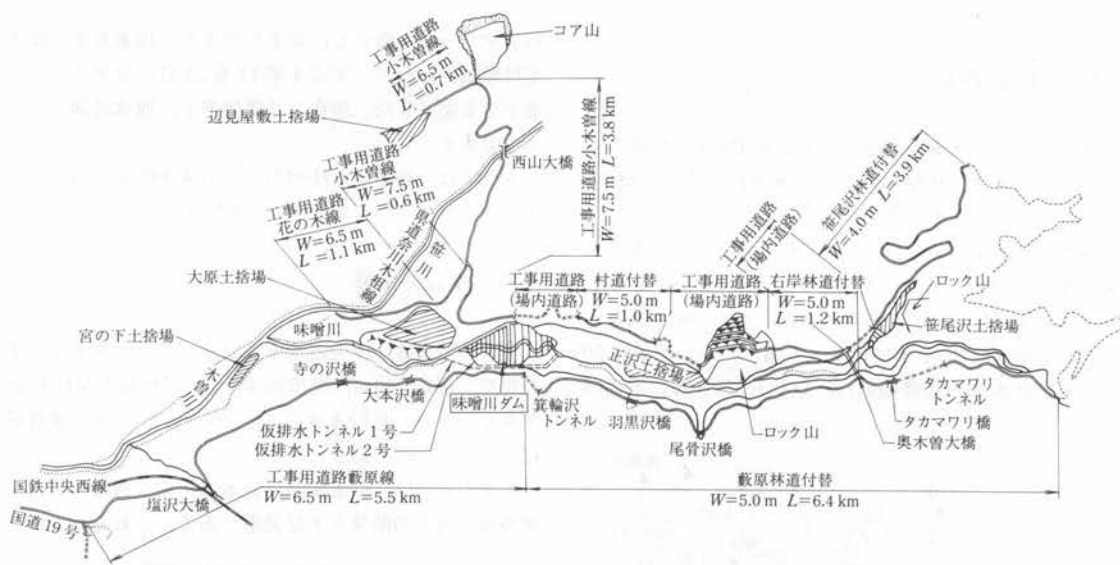 コア山
工事用道路
小木曽線
W=6.5 m
L=0.7 km
辺見屋敷土捨場
西山大橋
工事用道路小木曽線
W=7.5 m L=3.8 km
工事用道路
小木曽線
W=7.5 m
L=0.6 km
工事用道路
花の木線
W=6.5 m
L=1.1 km
県道奈川木祖線
笹川
笹尾沢林道付替
W=4.0 m L=3.9 km
工事用道路
(場内道路)
大原土捨場
工事用道路
(場内道路)
村道付替
W=5.0 m
L=1.0 km
工事用道路
(場内道路)
右岸林道付替
W=5.0 m
L=1.2 km
ロック山
笹尾沢土捨場
宮の下土捨場
味噌川
正沢土捨場
寺の沢橋
大本沢橋
味噌川ダム
箕輪沢
トンネル
羽黒沢橋
尾骨沢橋
ロック山
タカマワリ
トンネル
タカマワリ橋
奥木曽大橋
仮排水トンネル1号
仮排水トンネル2号
国鉄中央西線
塩沢大橋
国道19号
工事用道路藪原線
W=6.5 m L=5.5 km
藪原林道付替
W=5.0 m L=6.4 km